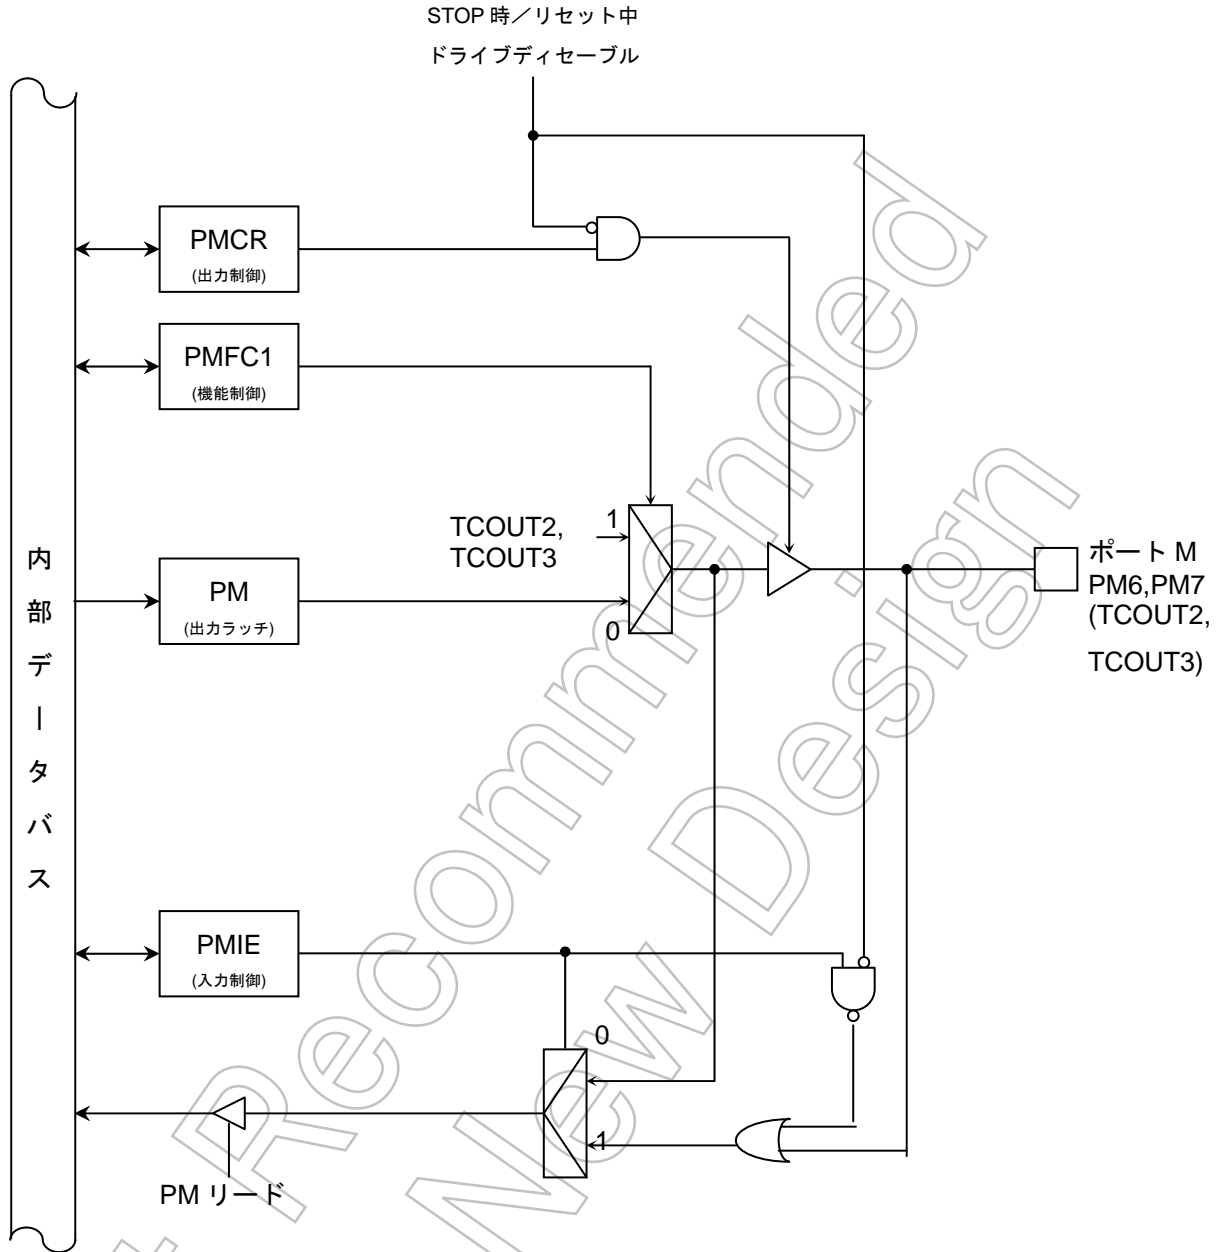 STOP 時／リセット中
ドライブディセーブル
PMCR
(出力制御)
PMFC1
(機能制御)
TCOUT2,
TCOUT3
1
0
PM
(出力ラッチ)
ポート M
PM6,PM7
(TCOUT2,
TCOUT3)
内部データバス
PMIE
(入力制御)
0
1
PM リード
Recommended
New Design